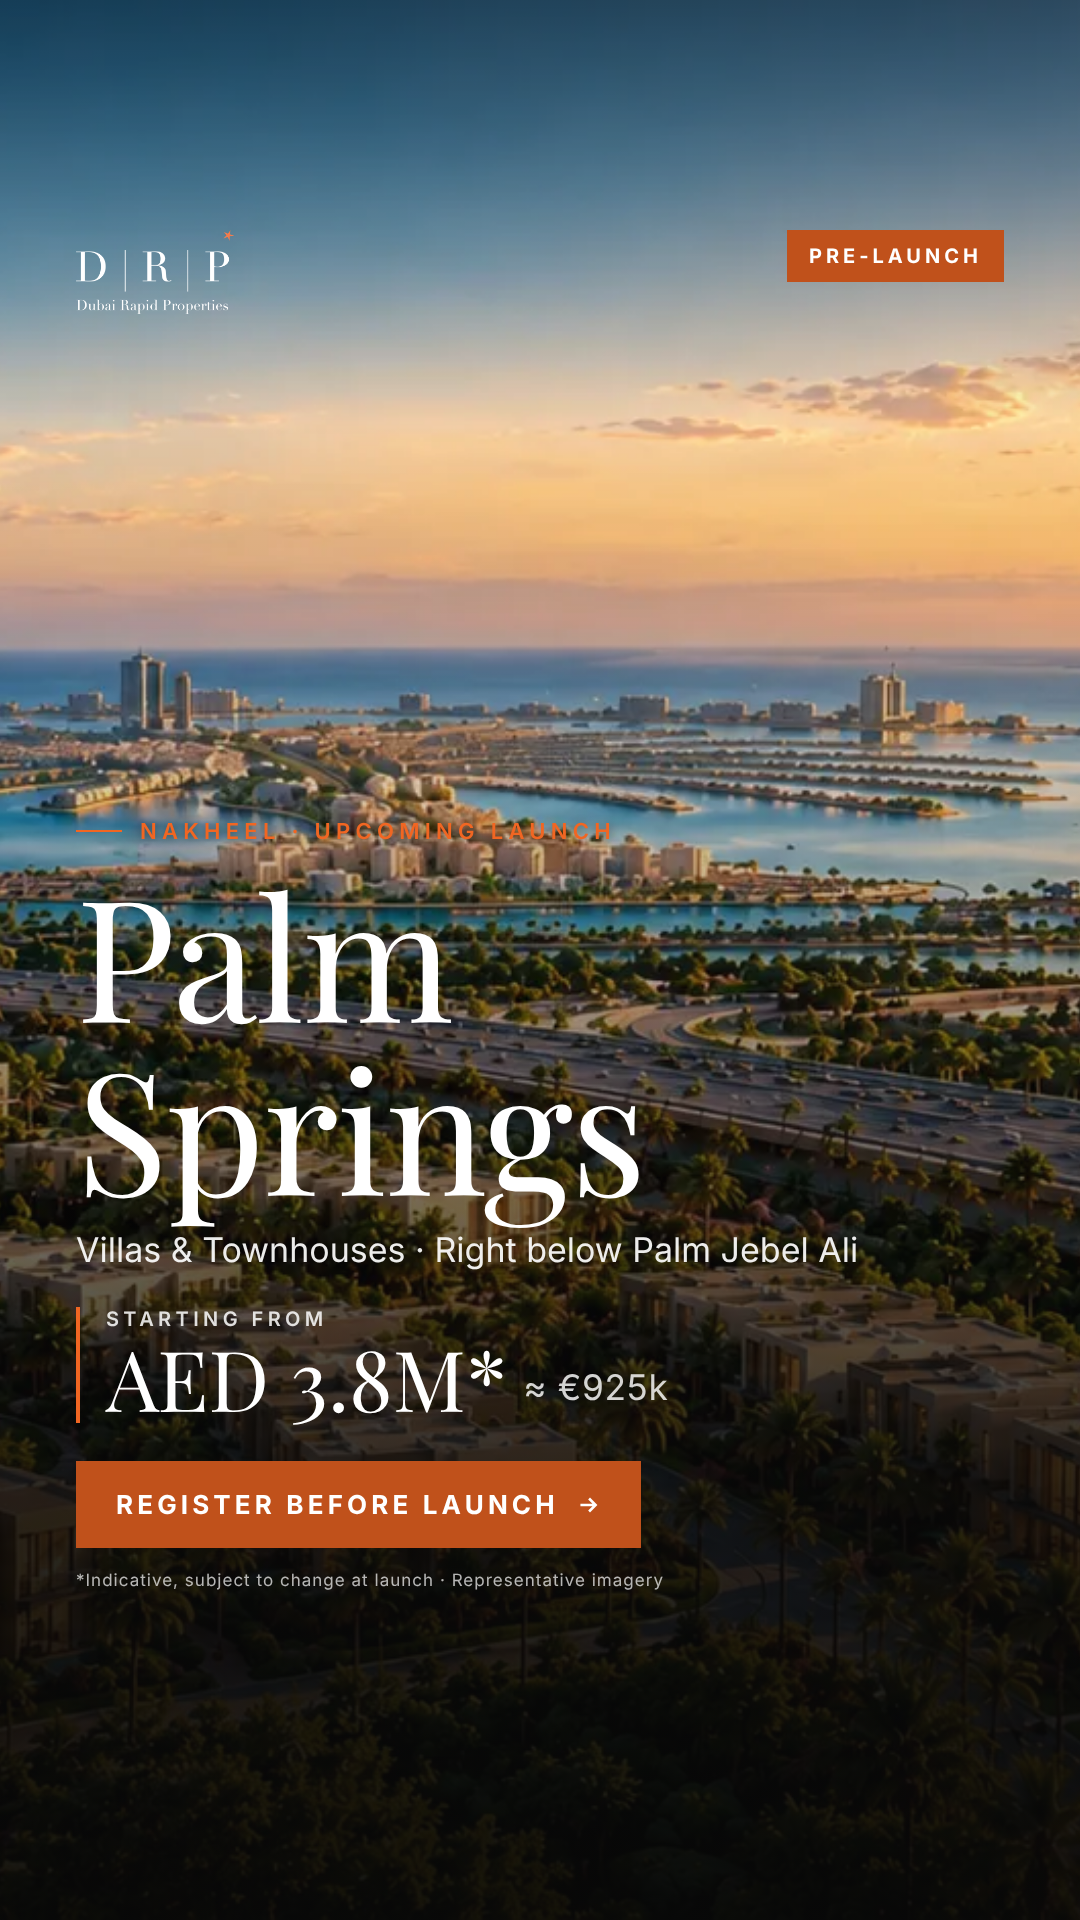 D | R | P
Dubai Rapid Properties
PRE-LAUNCH
NAKHEEL · UPCOMING LAUNCH
Palm
Springs
Villas & Townhouses · Right below Palm Jebel Ali
STARTING FROM
AED 3.8M* ≈ €925k
REGISTER BEFORE LAUNCH →
*Indicative, subject to change at launch · Representative imagery